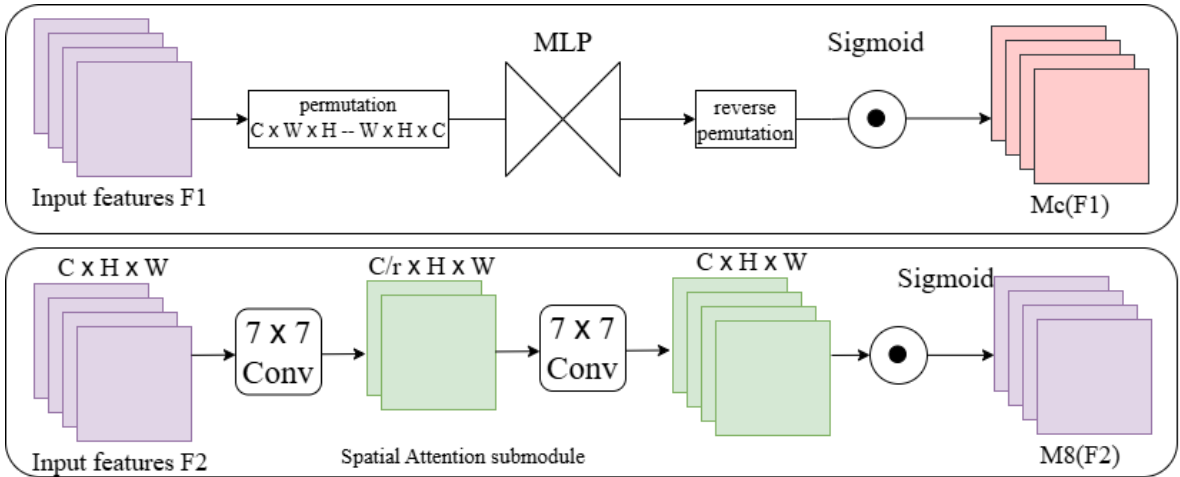 MLP
Sigmoid
permutation
C x W x H -- W x H x C
reverse
pemutation
Input features F1
Mc(F1)
C x H x W
C/r x H x W
C x H x W
Sigmoid
7 x 7
Conv
7 x 7
Conv
Input features F2
Spatial Attention submodule
M8(F2)